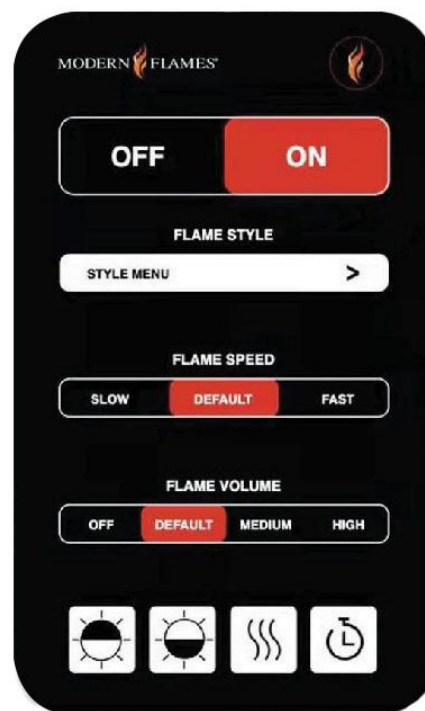 MODERN FLAMES®
OFF ON
FLAME STYLE
STYLE MENU >
FLAME SPEED
SLOW DEFAULT FAST
FLAME VOLUME
OFF DEFAULT MEDIUM HIGH